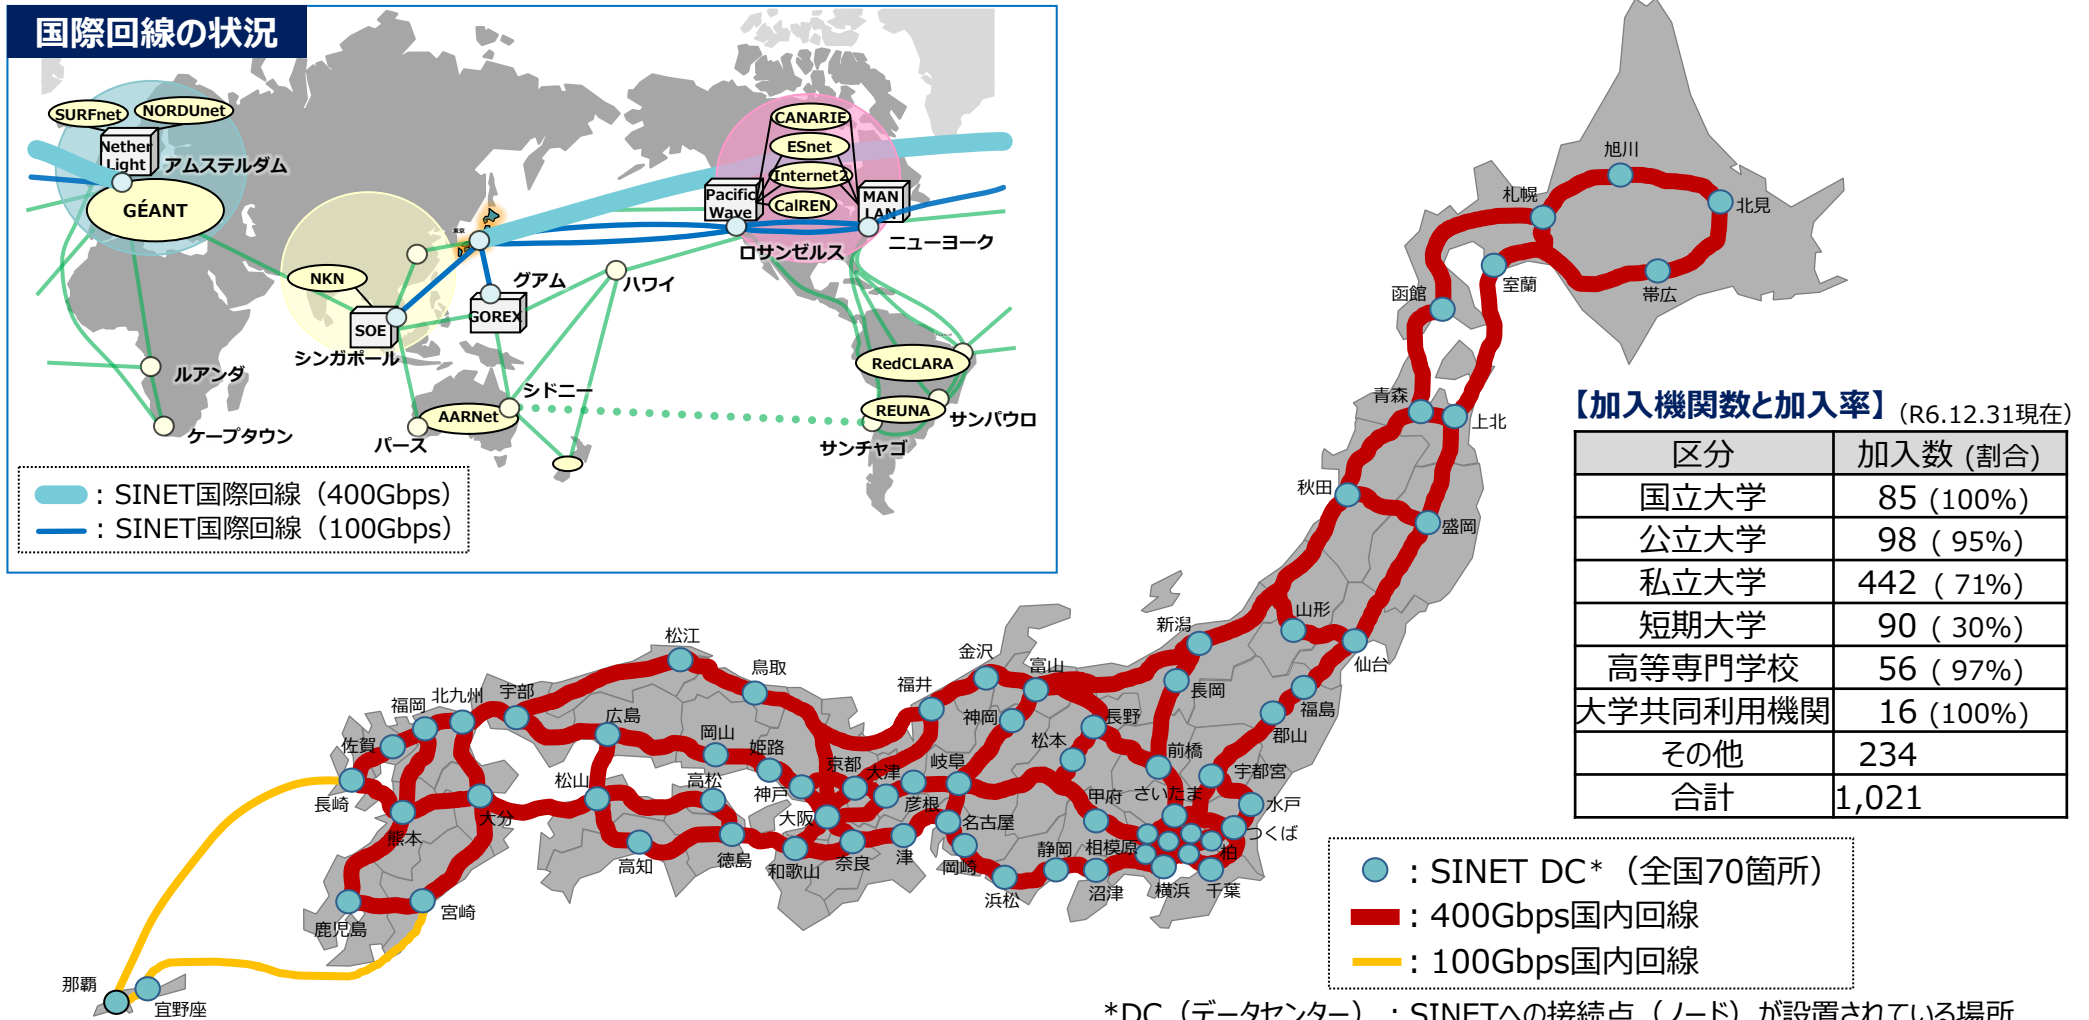 国際回線の状況
SURFnet
NORDUnet
Nether
Light
アムステルダム
GÉANT
NKN
SOE
シンガポール
東京
グアム
GOREX
ハワイ
CANARIE
ESnet
Internet2
CalREN
Pacific
Wave
MAN
LAN
ロサンゼルス
ニューヨーク
ルアンダ
ケープタウン
パース
AARNet
シドニー
RedCLARA
REUNA
サンパウロ
サンチャゴ
: SINET国際回線（400Gbps）
: SINET国際回線（100Gbps）
旭川
札幌
北見
室蘭
帯広
函館
青森
上北
秋田
盛岡
山形
新潟
仙台
長岡
福島
郡山
金沢
富山
福井
神岡
長野
松本
前橋
宇都宮
さいたま
水戸
つくば
柏
甲府
相模原
横浜
千葉
沼津
静岡
浜松
岡崎
名古屋
岐阜
彦根
大津
京都
津
奈良
大阪
和歌山
神戸
姫路
岡山
鳥取
松江
広島
宇部
高松
徳島
松山
高知
北九州
福岡
佐賀
長崎
熊本
大分
宮崎
鹿児島
那覇
宜野座
【加入機関数と加入率】 (R6.12.31現在)
区分 加入数 (割合)
国立大学 85 (100%)
公立大学 98 ( 95%)
私立大学 442 ( 71%)
短期大学 90 ( 30%)
高等専門学校 56 ( 97%)
大学共同利用機関 16 (100%)
その他 234
合計 1,021
: SINET DC*（全国70箇所）
: 400Gbps国内回線
: 100Gbps国内回線
*DC（データセンター）: SINETへの接続点（ノード）が設置されている場所